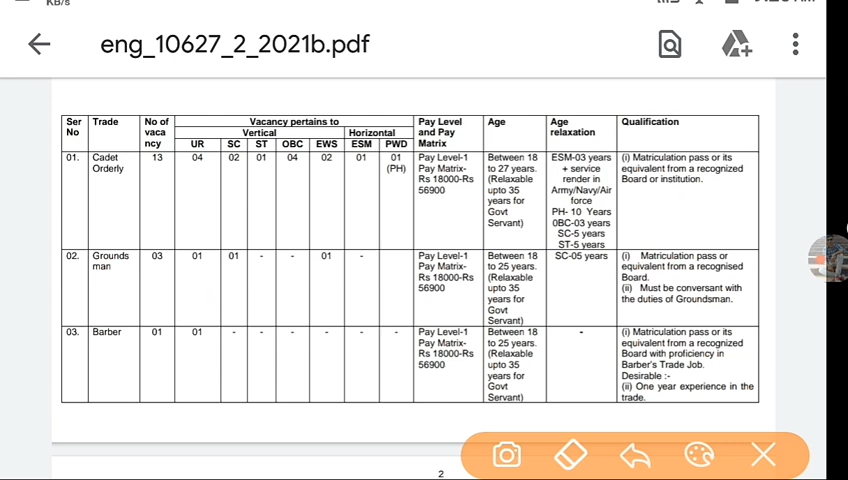 KB/s
eng_10627_2_2021b.pdf
Ser No Trade No of vaca ncy Vacancy pertains to Pay Level and Pay Matrix Age Age relaxation Qualification
Vertical Horizontal
UR SC ST OBC EWS ESM PWD
01. Cadet Orderly 13 04 02 01 04 02 01 01 (PH) Pay Level-1 Pay Matrix- Rs 18000-Rs 56900 Between 18 to 27 years. (Relaxable upto 35 years for Govt Servant) ESM-03 years + service render in Army/Navy/Air force PH- 10 Years 0BC-03 years SC-5 years ST-5 years (i) Matriculation pass or its equivalent from a recognized Board or institution.
02. Grounds man 03 01 01 - - 01 - Pay Level-1 Pay Matrix- Rs 18000-Rs 56900 Between 18 to 25 years. (Relaxable upto 35 years for Govt Servant) SC-05 years (i) Matriculation pass or equivalent from a recognised Board. (ii) Must be conversant with the duties of Groundsman.
03. Barber 01 01 - - - - - - Pay Level-1 Pay Matrix- Rs 18000-Rs 56900 Between 18 to 25 years. (Relaxable upto 35 years for Govt Servant) - (i) Matriculation pass or its equivalent from a recognized Board with proficiency in Barber's Trade Job. Desirable :- (ii) One year experience in the trade.
2